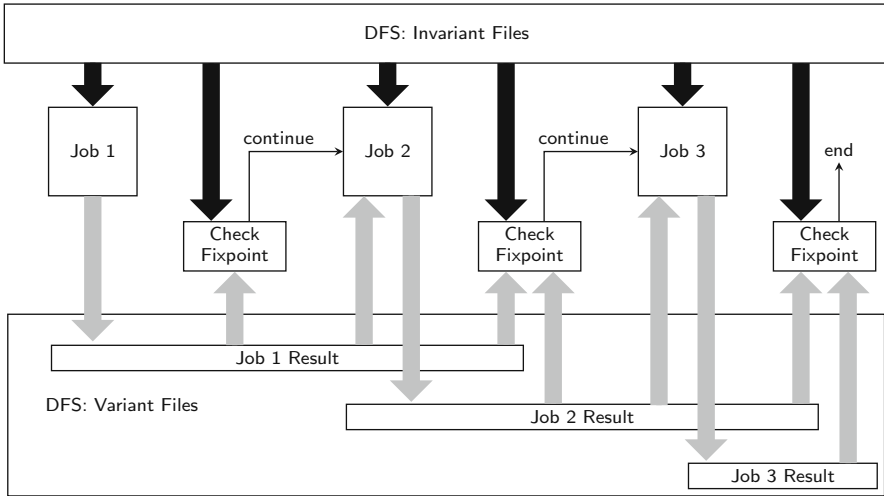 DFS: Invariant Files
Job 1
continue
Job 2
continue
Job 3
end
Check
Fixpoint
Check
Fixpoint
Check
Fixpoint
Job 1 Result
DFS: Variant Files
Job 2 Result
Job 3 Result